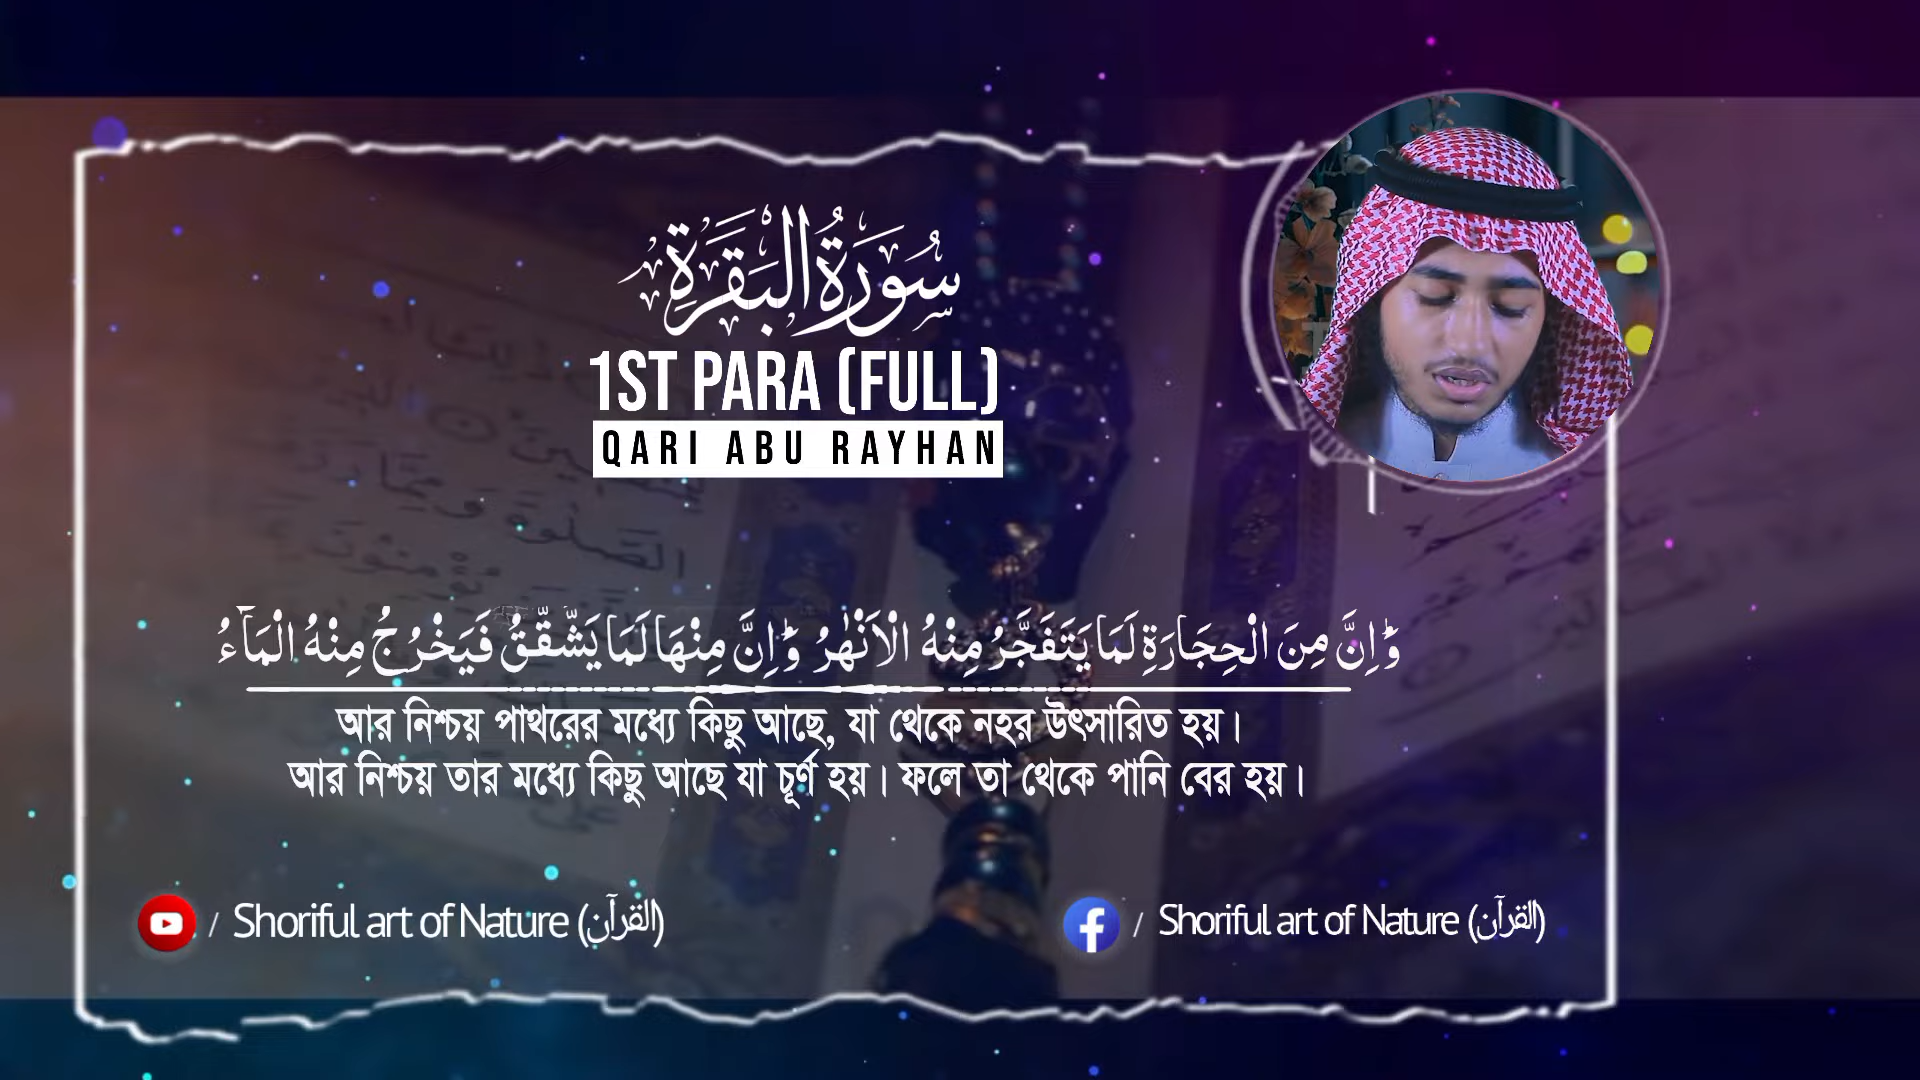 سُورَةُ الْبَقَرَةِ
1ST PARA (FULL)
QARI ABU RAYHAN
وَّاِنَّ مِنَ الْحِجَارَةِ لَمَا يَتَفَجَّرُ مِنْهُ الْاَنْهٰرُ وَّاِنَّ مِنْهَا لَمَا يَشَّقَّقُ فَيَخْرُجُ مِنْهُ الْمَآءُ
আর নিশ্চয় পাথরের মধ্যে কিছু আছে, যা থেকে নহর উৎসারিত হয়।
আর নিশ্চয় তার মধ্যে কিছু আছে যা চূর্ণ হয়। ফলে তা থেকে পানি বের হয়।
/ Shoriful art of Nature (القرآن)
/ Shoriful art of Nature (القرآن)